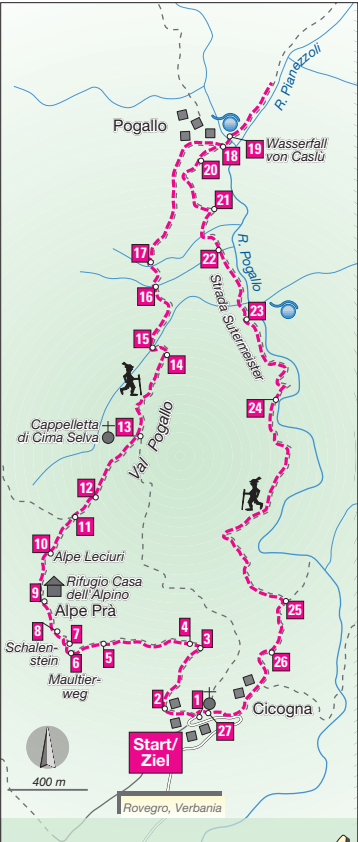 R. Pianezzoli
Pogallo
19
Wasserfall
von Caslù
18
20
21
17
22
R. Pogallo
16
Strada Sutermeister
23
15
14
24
13
Cappelletta
di Cima Selva
Val Pogallo
12
11
10
Alpe Leciuri
Rifugio Casa
dell'Alpino
9
Alpe Prà
25
8
7
4
3
Schalen-
stein
6
5
26
Maultier-
weg
2
1
Cicogna
27
Start/
Ziel
400 m
Rovegro, Verbania